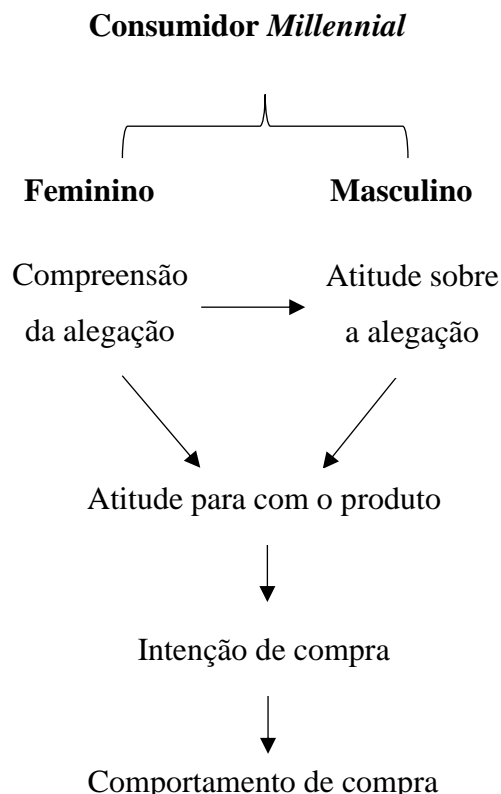 Consumidor Millennial
Feminino
Masculino
Compreensão
da alegação
Atitude sobre
a alegação
Atitude para com o produto
Intenção de compra
Comportamento de compra